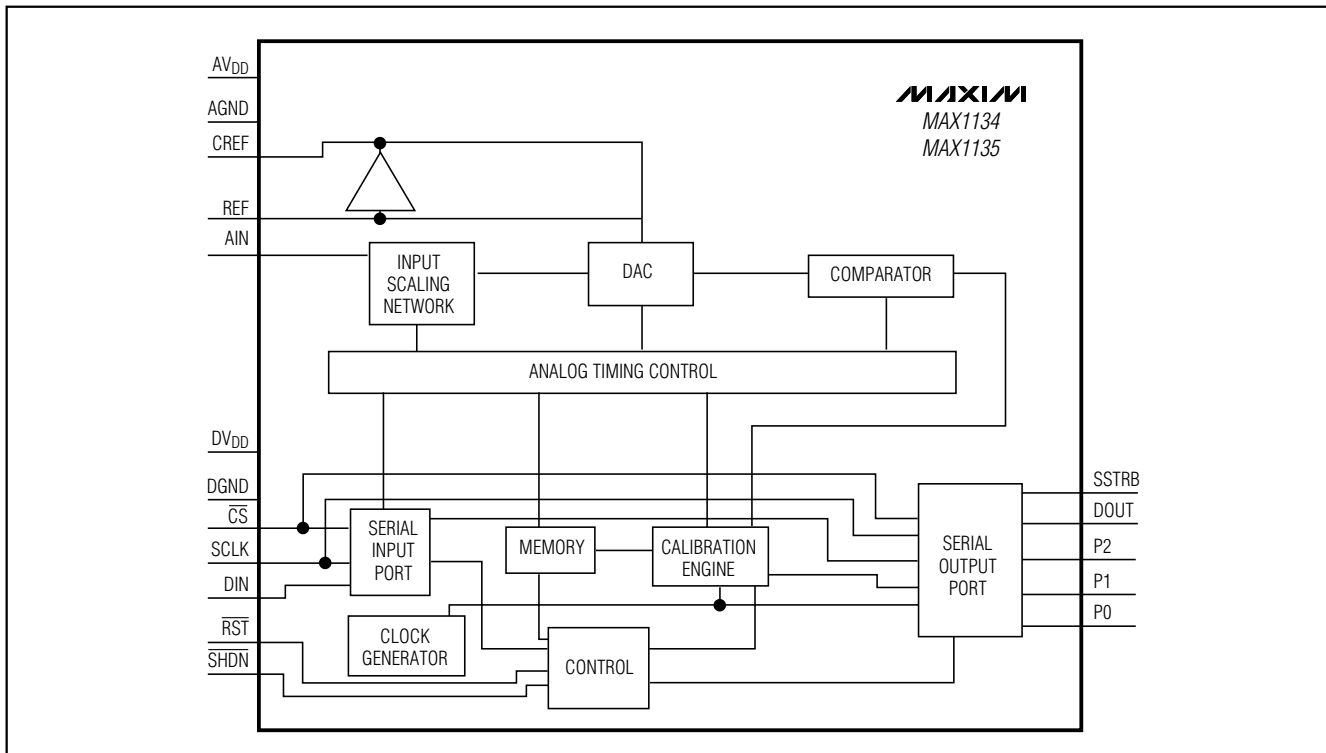 AVDD
AGND
CREF
REF
AIN
MAXIM
MAX1134
MAX1135
INPUT
SCALING
NETWORK
DAC
COMPARATOR
ANALOG TIMING CONTROL
DVDD
DGND
CS
SCLK
DIN
RST
SHDN
SERIAL
INPUT
PORT
MEMORY
CALIBRATION
ENGINE
CLOCK
GENERATOR
CONTROL
SERIAL
OUTPUT
PORT
SSTRB
DOUT
P2
P1
P0